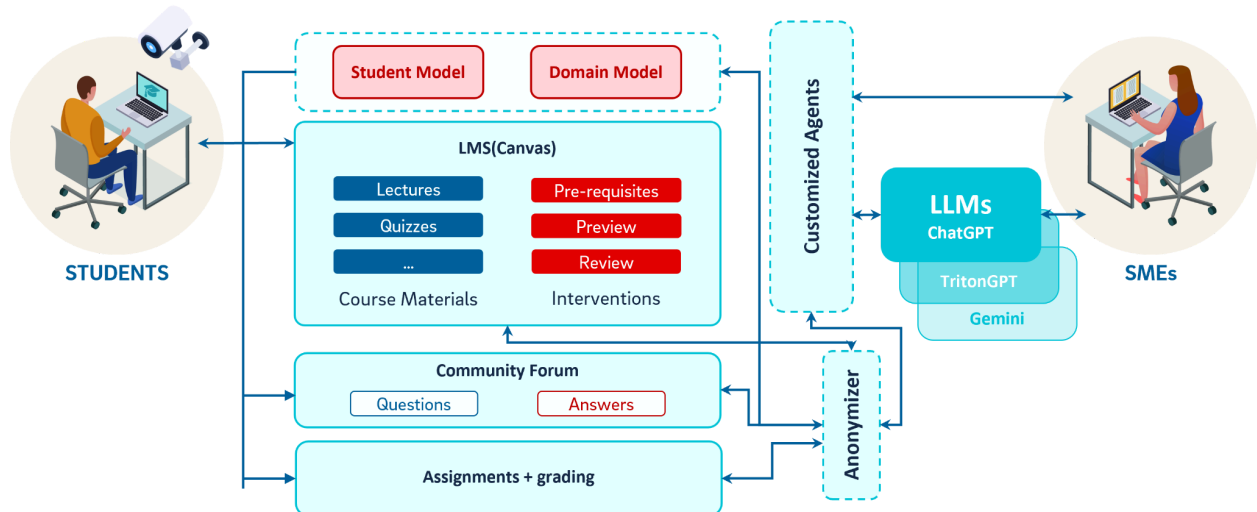 Student Model
Domain Model
LMS(Canvas)
Lectures
Pre-requisites
Quizzes
Preview
...
Review
Course Materials
Interventions
Community Forum
Questions
Answers
Assignments + grading
STUDENTS
Customized Agents
Anonymizer
LLMs
ChatGPT
TritonGPT
Gemini
SMEs